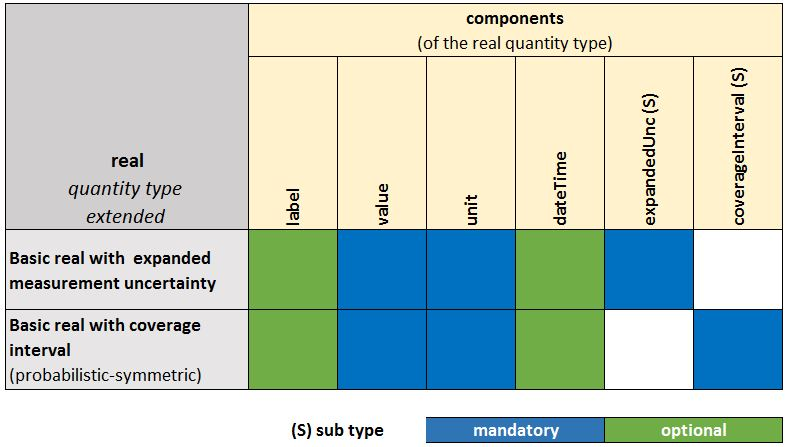 components
(of the real quantity type)
real
quantity type
extended
label
value
unit
dateTime
expandedUnc (S)
coverageInterval (S)
Basic real with expanded
measurement uncertainty
Basic real with coverage
interval
(probabilistic-symmetric)
(S) sub type
mandatory
optional